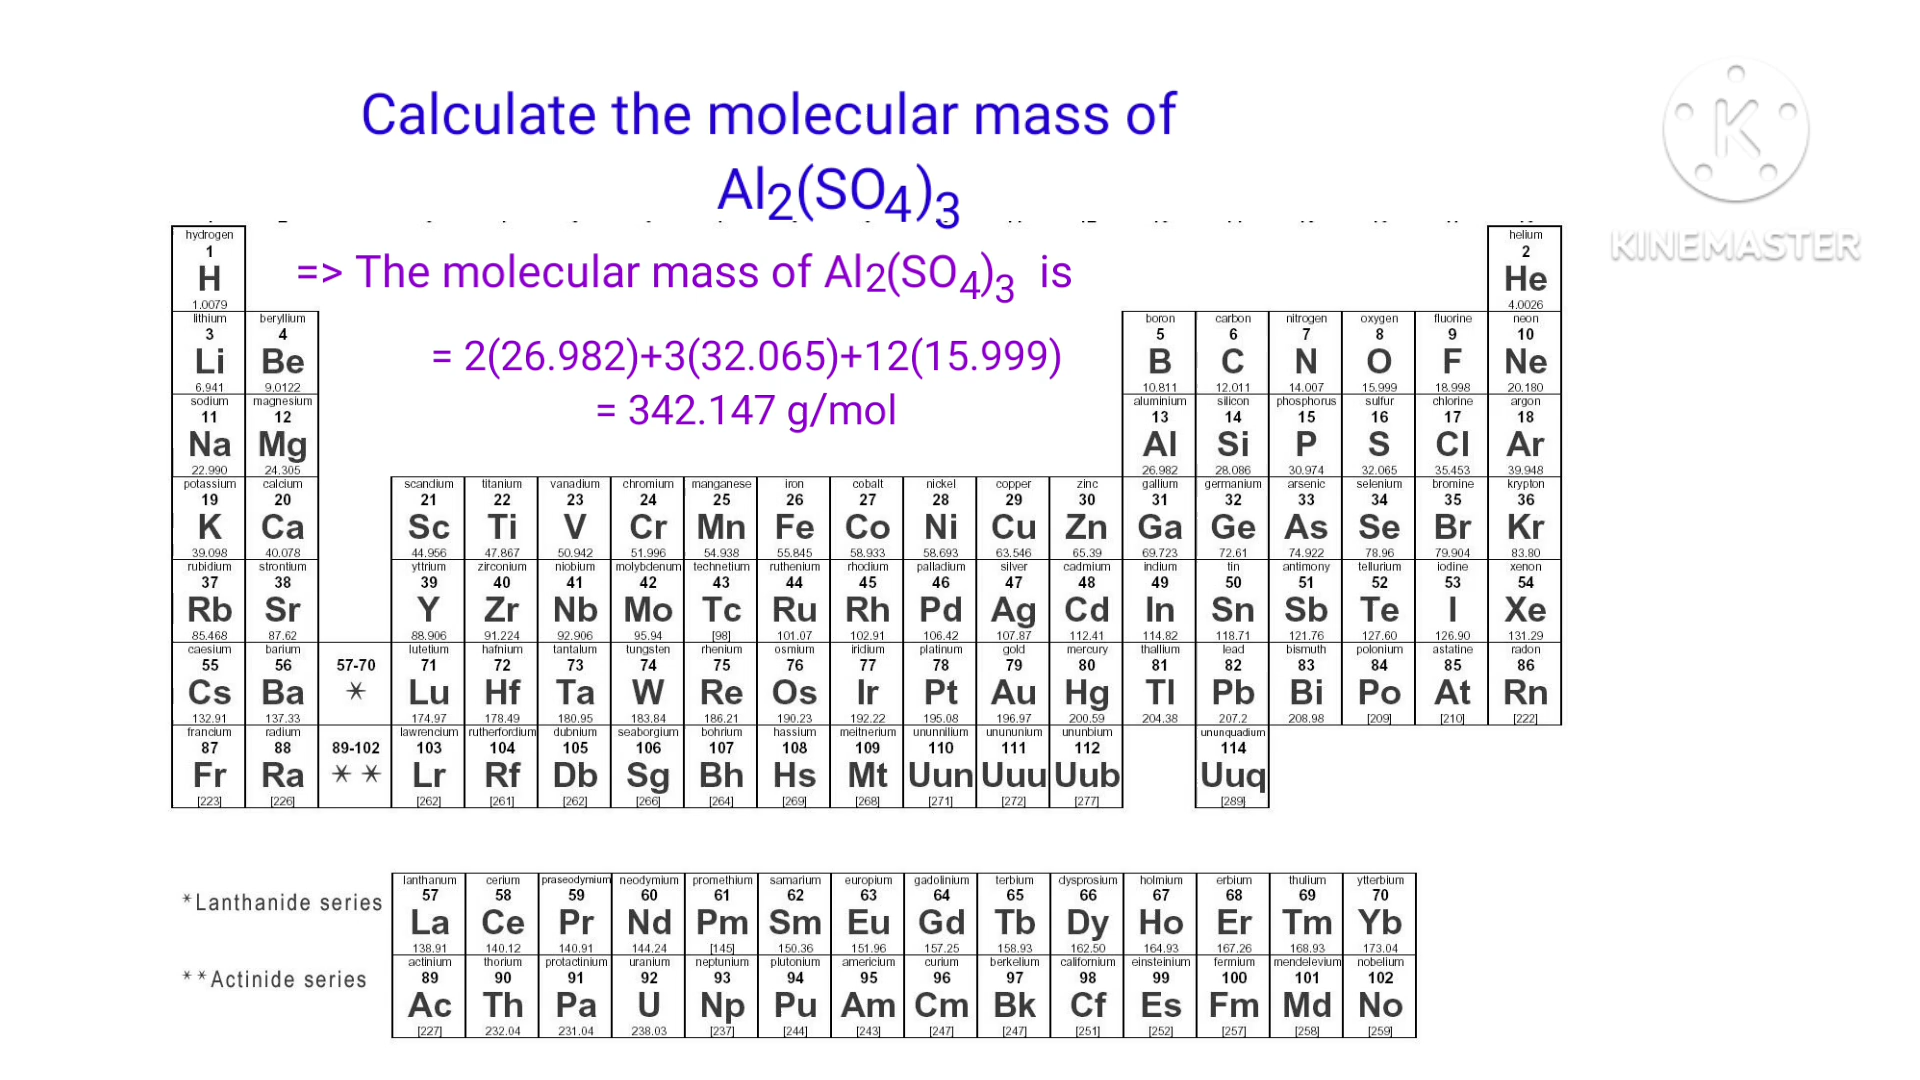 Calculate the molecular mass of
Al2(SO4)3
=> The molecular mass of Al2(SO4)3 is
= 2(26.982)+3(32.065)+12(15.999)
= 342.147 g/mol
K
KINEMASTER
hydrogen helium
1 2
H He
1.0079 4.0026
lithium beryllium boron carbon nitrogen oxygen fluorine neon
3 4 5 6 7 8 9 10
Li Be B C N O F Ne
6.941 9.0122 10.811 12.011 14.007 15.999 18.998 20.180
sodium magnesium aluminium silicon phosphorus sulfur chlorine argon
11 12 13 14 15 16 17 18
Na Mg Al Si P S Cl Ar
22.990 24.305 26.982 28.086 30.974 32.065 35.453 39.948
potassium calcium scandium titanium vanadium chromium manganese iron cobalt nickel copper zinc gallium germanium arsenic selenium bromine krypton
19 20 21 22 23 24 25 26 27 28 29 30 31 32 33 34 35 36
K Ca Sc Ti V Cr Mn Fe Co Ni Cu Zn Ga Ge As Se Br Kr
39.098 40.078 44.956 47.867 50.942 51.996 54.938 55.845 58.933 58.693 63.546 65.39 69.723 72.61 74.922 78.96 79.904 83.80
rubidium strontium yttrium zirconium niobium molybdenum technetium ruthenium rhodium palladium silver cadmium indium tin antimony tellurium iodine xenon
37 38 39 40 41 42 43 44 45 46 47 48 49 50 51 52 53 54
Rb Sr Y Zr Nb Mo Tc Ru Rh Pd Ag Cd In Sn Sb Te I Xe
85.468 87.62 88.906 91.224 92.906 95.94 [98] 101.07 102.91 106.42 107.87 112.41 114.82 118.71 121.76 127.60 126.90 131.29
caesium barium lutetium hafnium tantalum tungsten rhenium osmium iridium platinum gold mercury thallium lead bismuth polonium astatine radon
55 56 57-70 71 72 73 74 75 76 77 78 79 80 81 82 83 84 85 86
Cs Ba * Lu Hf Ta W Re Os Ir Pt Au Hg Tl Pb Bi Po At Rn
132.91 137.33 174.97 178.49 180.95 183.84 186.21 190.23 192.22 195.08 196.97 200.59 204.38 207.2 208.98 [209] [210] [222]
francium radium lawrencium rutherfordium dubnium seaborgium bohrium hassium meitnerium ununnilium unununium ununbium ununquadium
87 88 89-102 103 104 105 106 107 108 109 110 111 112 114
Fr Ra * * Lr Rf Db Sg Bh Hs Mt Uun Uuu Uub Uuq
[223] [226] [262] [261] [262] [266] [264] [269] [268] [271] [272] [277] [289]
lanthanum cerium praseodymium neodymium promethium samarium europium gadolinium terbium dysprosium holmium erbium thulium ytterbium
57 58 59 60 61 62 63 64 65 66 67 68 69 70
*Lanthanide series La Ce Pr Nd Pm Sm Eu Gd Tb Dy Ho Er Tm Yb
138.91 140.12 140.91 144.24 [145] 150.36 151.96 157.25 158.93 162.50 164.93 167.26 168.93 173.04
actinium thorium protactinium uranium neptunium plutonium americium curium berkelium californium einsteinium fermium mendelevium nobelium
89 90 91 92 93 94 95 96 97 98 99 100 101 102
**Actinide series Ac Th Pa U Np Pu Am Cm Bk Cf Es Fm Md No
[227] 232.04 231.04 238.03 [237] [244] [243] [247] [247] [251] [252] [257] [258] [259]